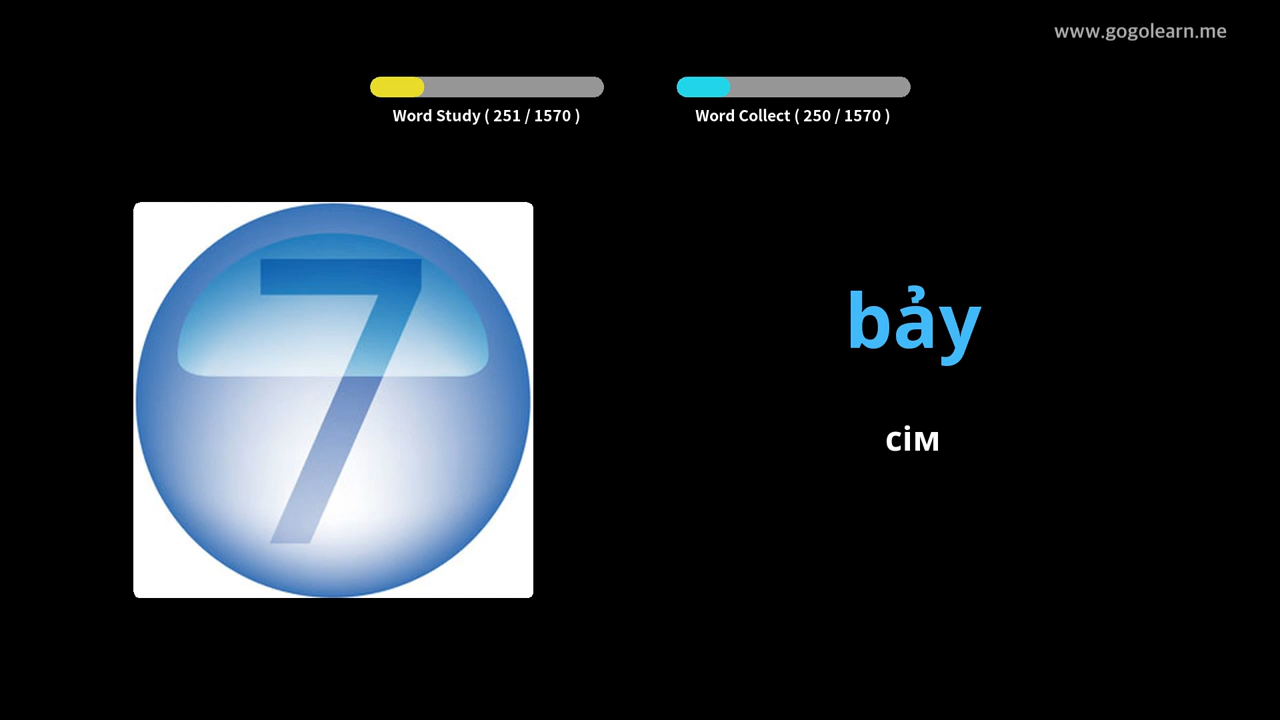 www.gogolearn.me
Word Study ( 251 / 1570 )
Word Collect ( 250 / 1570 )
7
bảy
сім